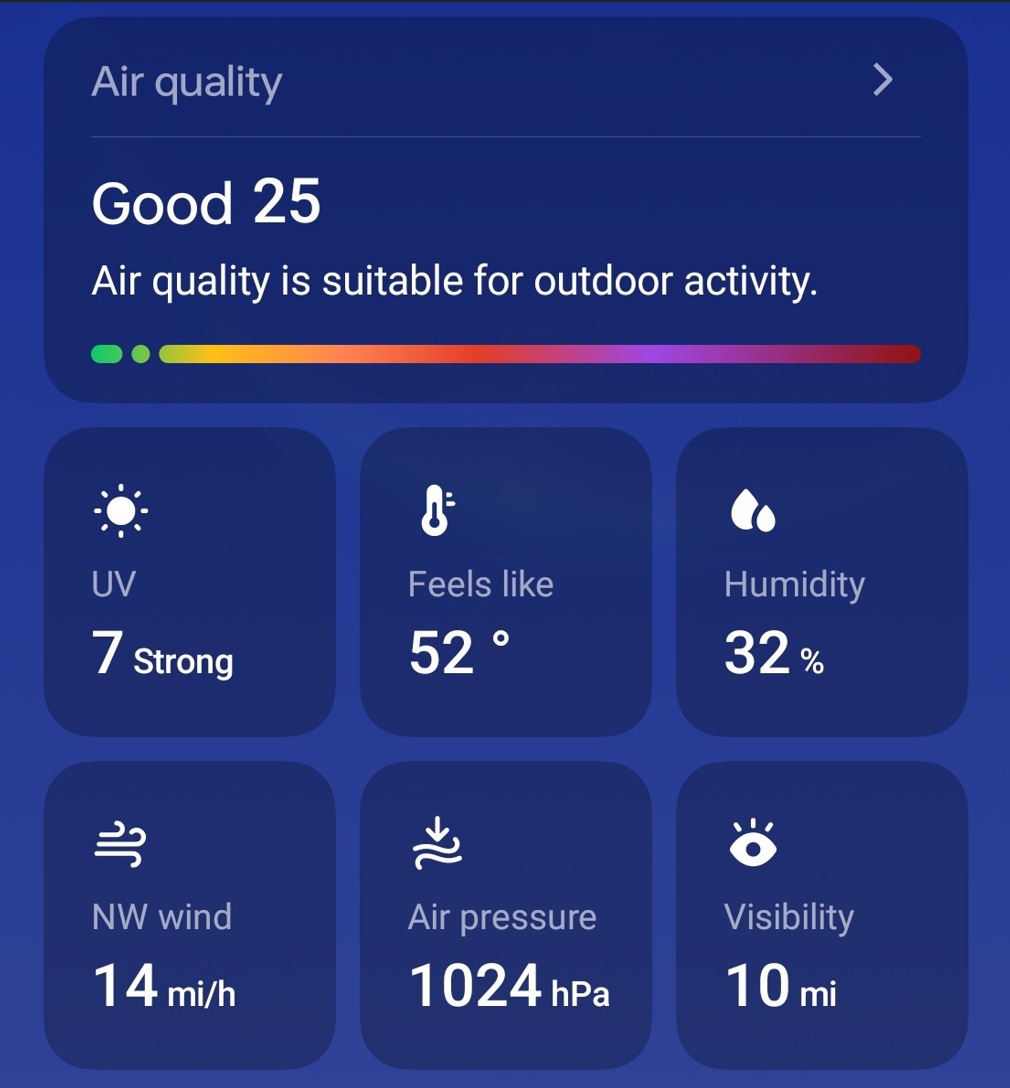 Air quality
Good 25
Air quality is suitable for outdoor activity.
UV
7 Strong
Feels like
52 °
Humidity
32 %
NW wind
14 mi/h
Air pressure
1024 hPa
Visibility
10 mi